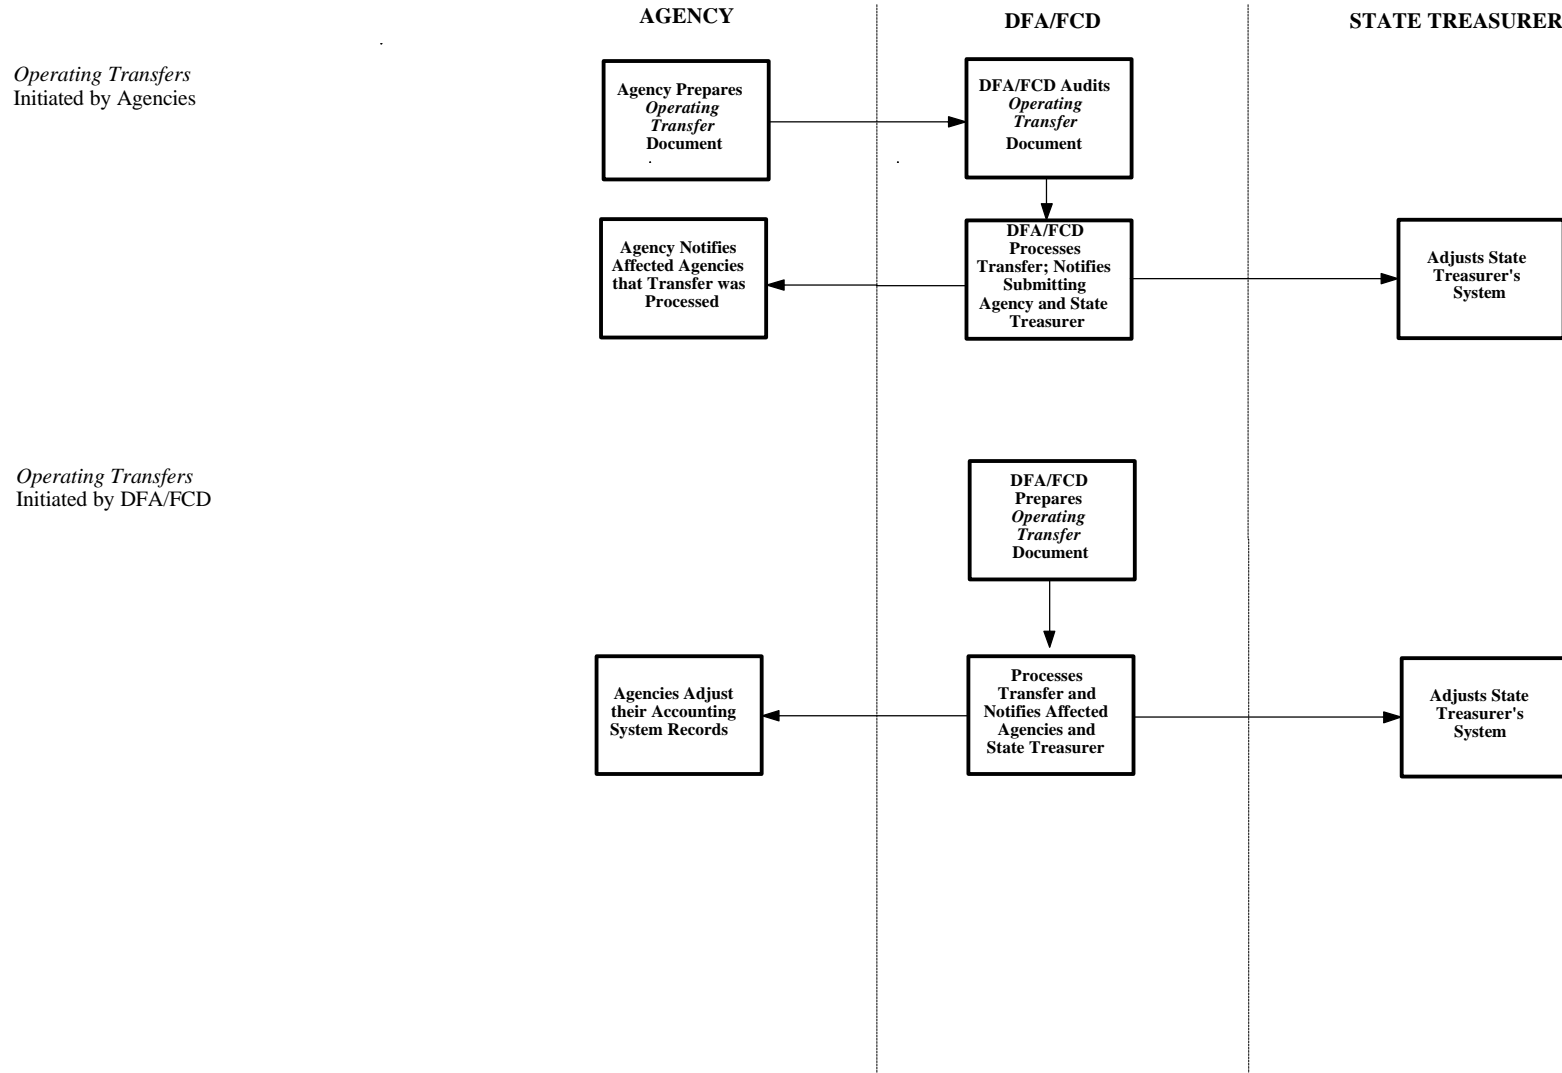 AGENCY
DFA/FCD
STATE TREASURER
Operating Transfers
Initiated by Agencies
Agency Prepares
Operating
Transfer
Document
DFA/FCD Audits
Operating
Transfer
Document
Agency Notifies
Affected Agencies
that Transfer was
Processed
DFA/FCD
Processes
Transfer; Notifies
Submitting
Agency and State
Treasurer
Adjusts State
Treasurer's
System
Operating Transfers
Initiated by DFA/FCD
DFA/FCD
Prepares
Operating
Transfer
Document
Agencies Adjust
their Accounting
System Records
Processes
Transfer and
Notifies Affected
Agencies and
State Treasurer
Adjusts State
Treasurer's
System